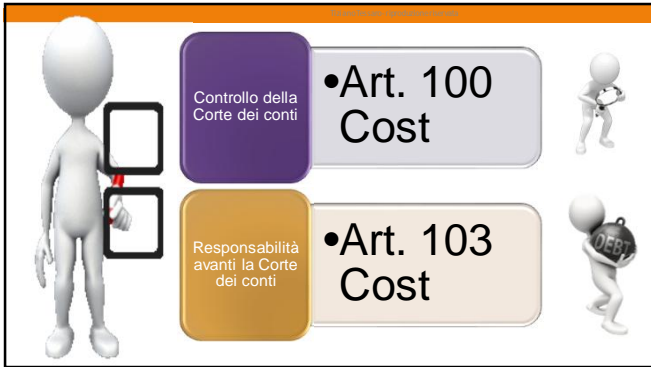 Controllo della
Corte dei conti
•Art. 100
Cost
Responsabilità
avanti la Corte
dei conti
•Art. 103
Cost
DEBT